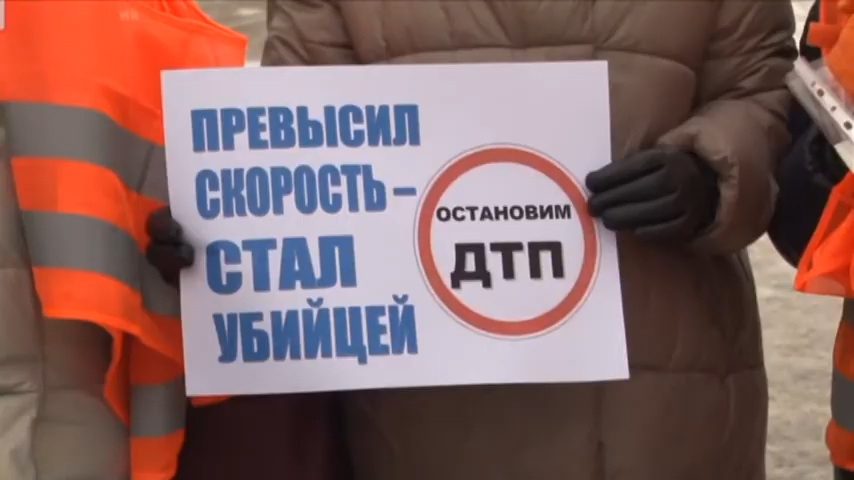 ПРЕВЫСИЛ
СКОРОСТЬ –
СТАЛ
УБИЙЦЕЙ
ОСТАНОВИМ
ДТП